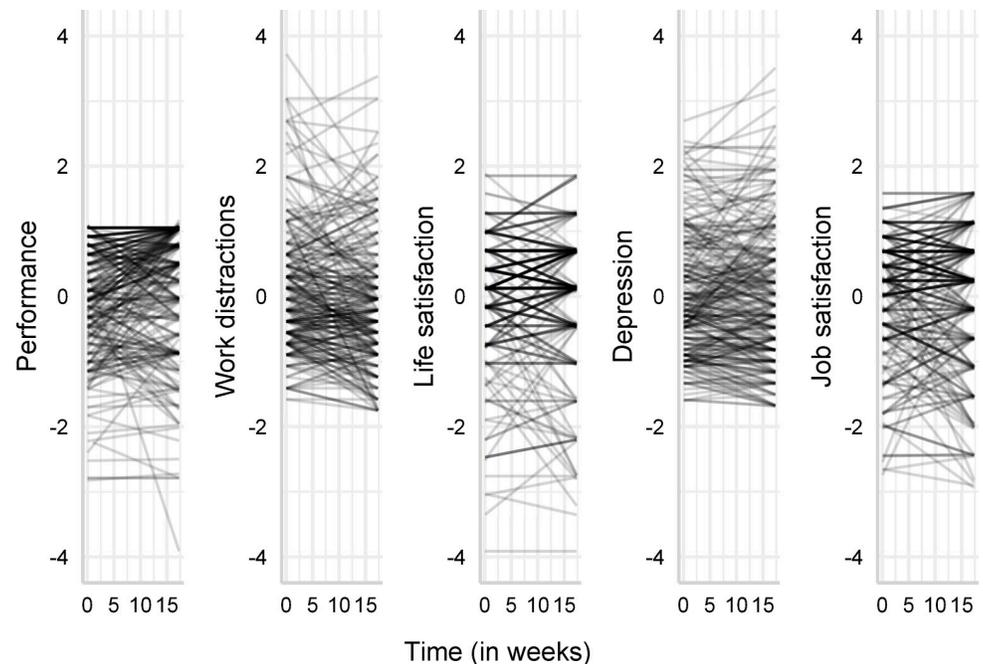 Performance
4
2
0
-2
-4
0 5 10 15
Work distractions
4
2
0
-2
-4
0 5 10 15
Life satisfaction
4
2
0
-2
-4
0 5 10 15
Depression
4
2
0
-2
-4
0 5 10 15
Job satisfaction
4
2
0
-2
-4
0 5 10 15
Time (in weeks)